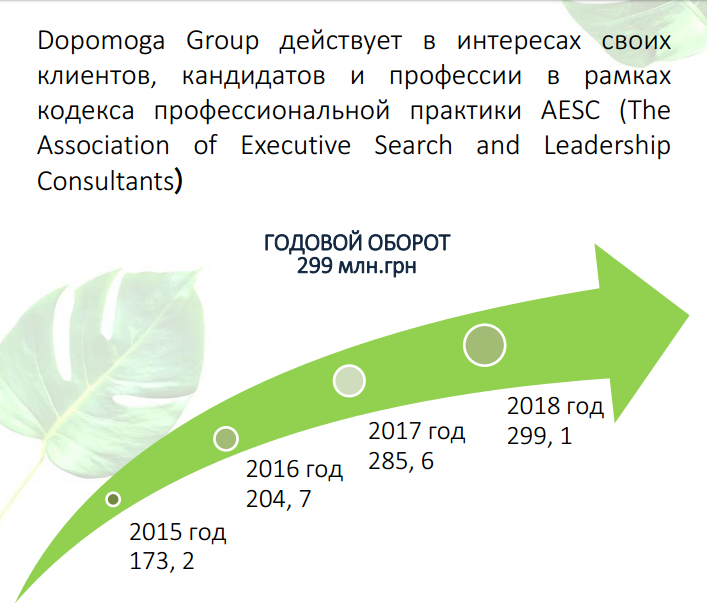 Dopomoga Group действует в интересах своих
клиентов, кандидатов и профессии в рамках
кодекса профессиональной практики AESC (The
Association of Executive Search and Leadership
Consultants)
ГОДОВОЙ ОБОРОТ
299 млн.грн
2018 год
299, 1
2017 год
285, 6
2016 год
204, 7
2015 год
173, 2